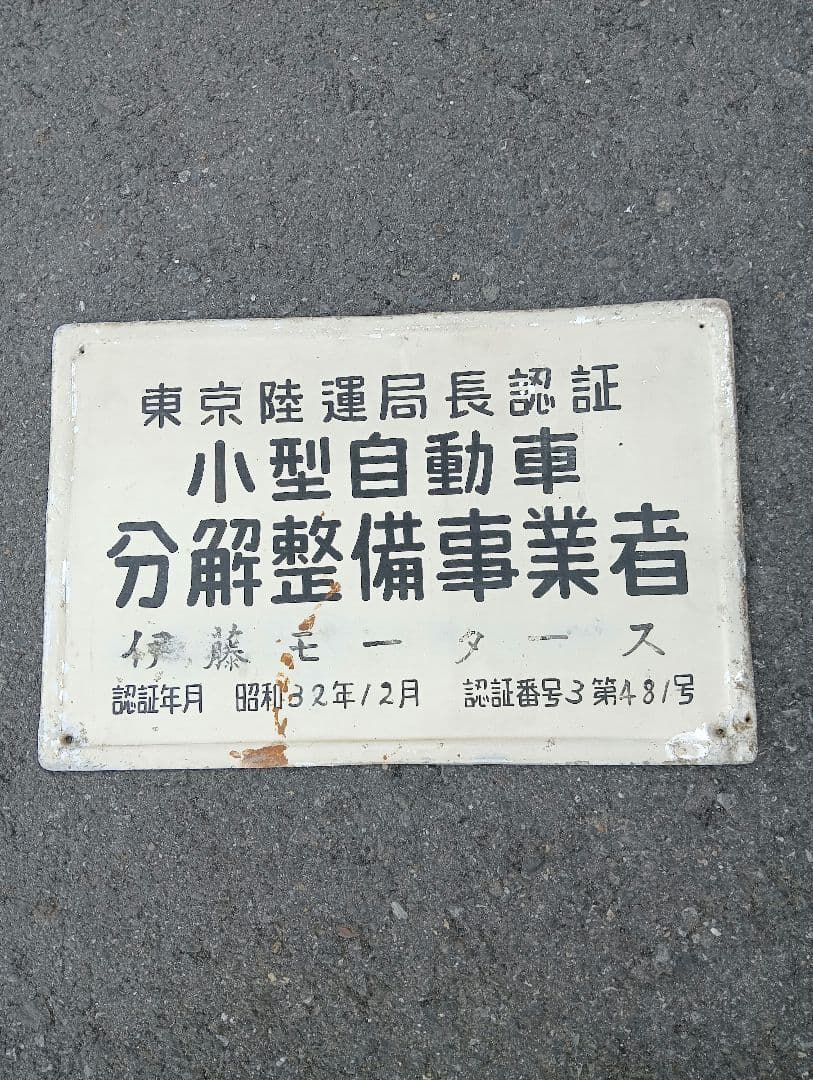 東京陸運局長認証
小型自動車
分解整備事業者
伊藤モータース
認証年月 昭和32年12月 認証番号3第481号